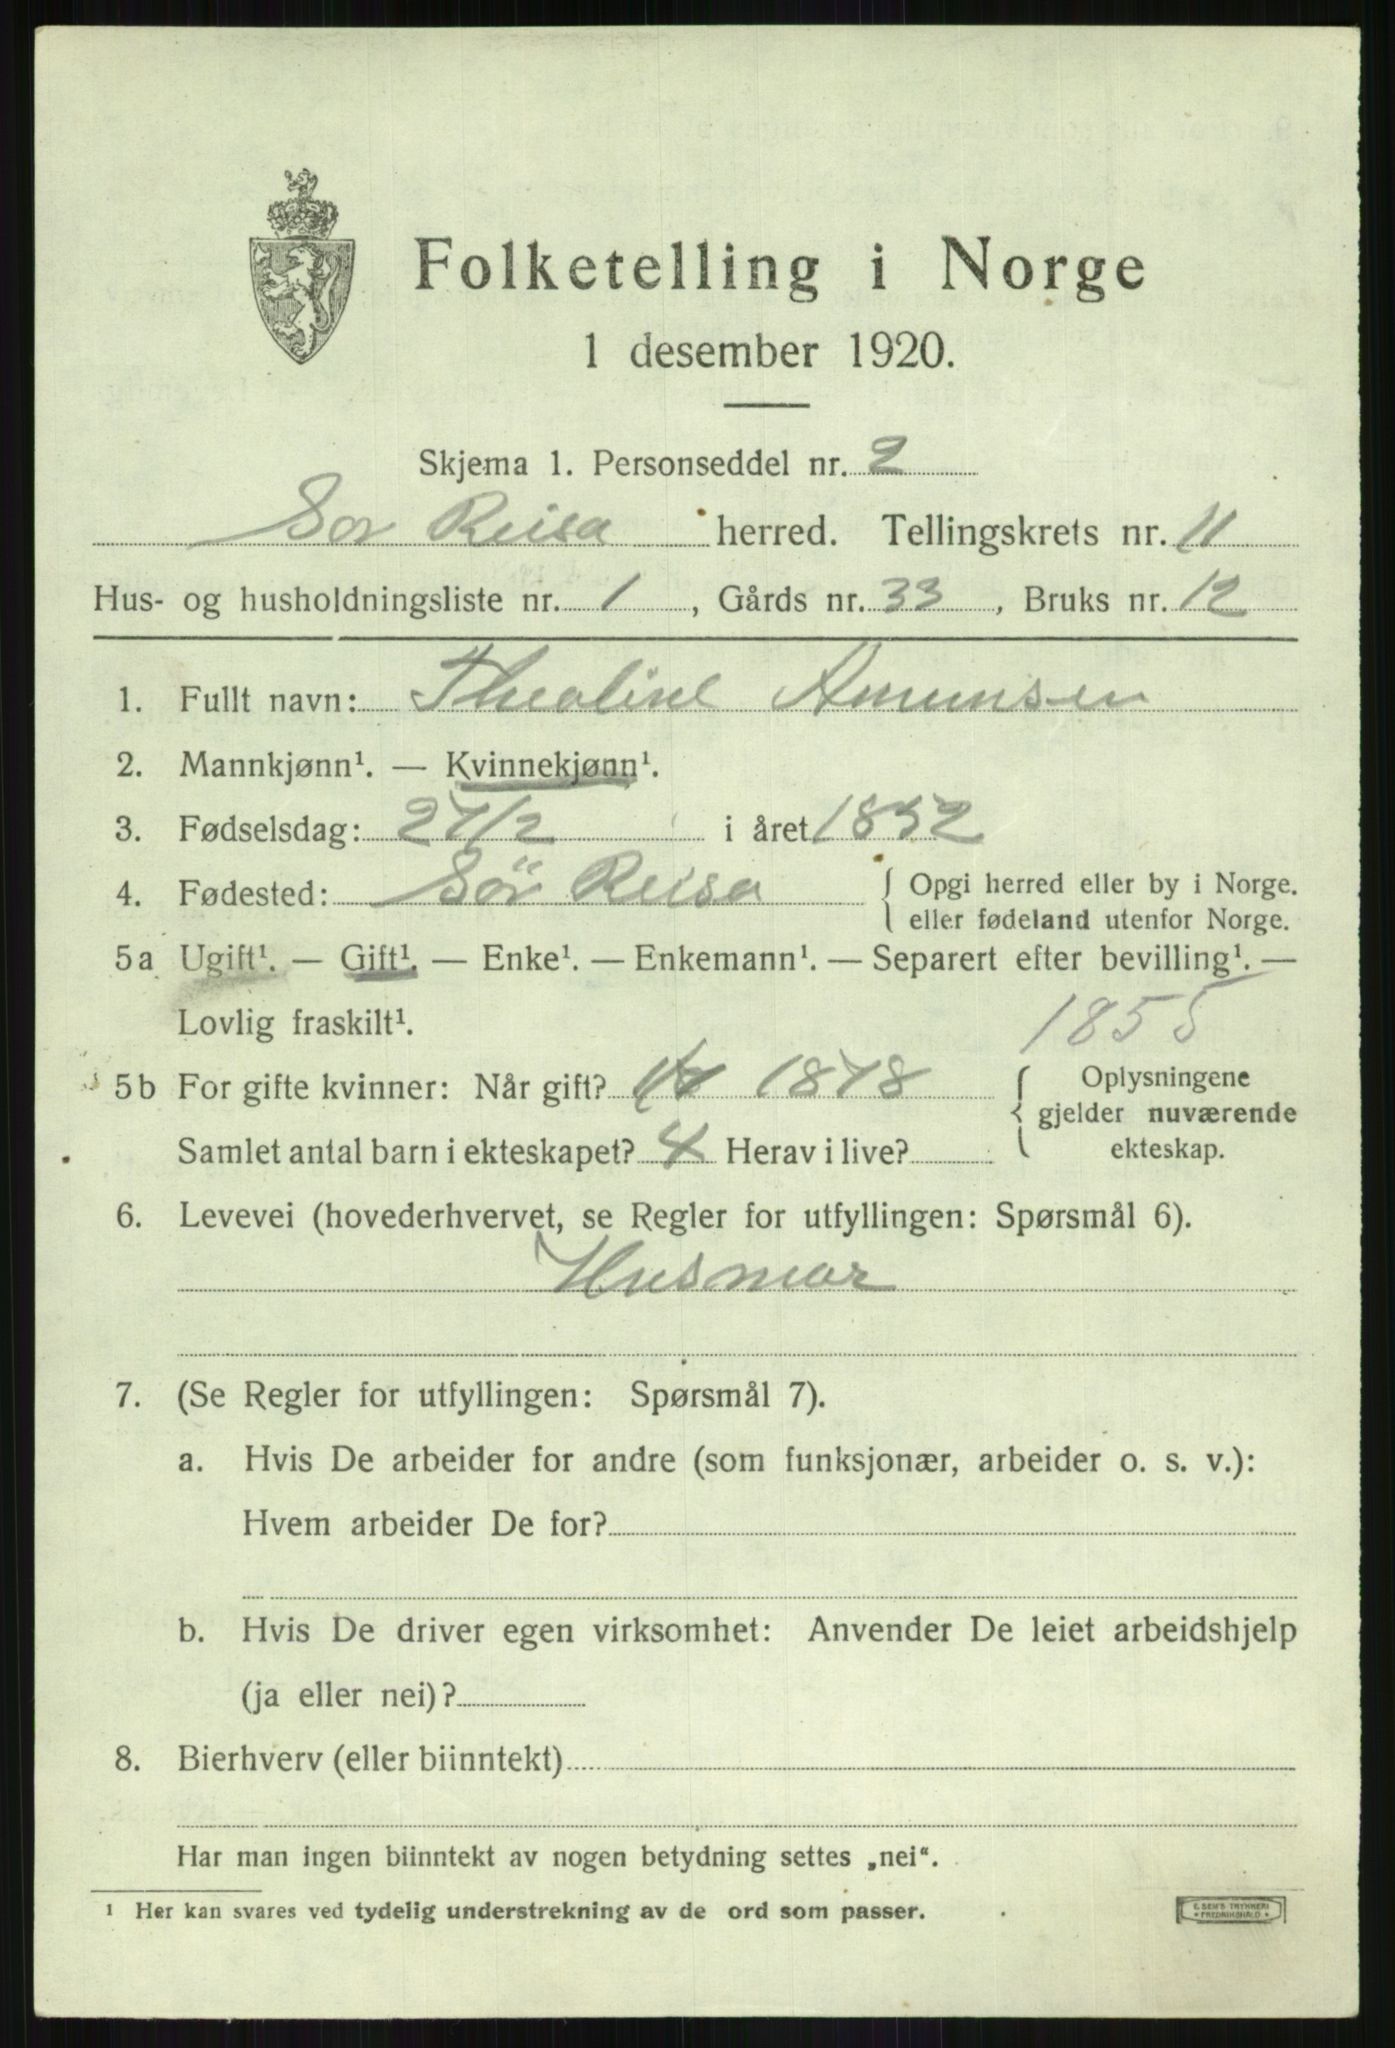 Folketelling i Norge
1 desember 1920.
Skjema 1. Personseddel nr. 2
Sør Reisa herred. Tellingskrets nr. 11
Hus- og husholdningsliste nr. 1, Gårds nr. 33, Bruks nr. 12
1. Fullt navn: Theoline Amunsen
2. Mannkjønn¹. — Kvinnekjønn¹.
3. Fødselsdag: 27/2 i året 1852
4. Fødested: Sör Reisa { Opgi herred eller by i Norge.
eller fødeland utenfor Norge.
5a Ugift¹. — Gift¹. — Enke¹. — Enkemann¹. — Separert efter bevilling¹. —
Lovlig fraskilt¹.
1855
5b For gifte kvinner: Når gift? 1878 { Oplysningene
gjelder nuværende
ekteskap.
Samlet antal barn i ekteskapet? 4 Herav i live?
6. Levevei (hovederhvervet, se Regler for utfyllingen: Spørsmål 6).
Husmor
7. (Se Regler for utfyllingen: Spørsmål 7).
a. Hvis De arbeider for andre (som funksjonær, arbeider o. s. v.):
Hvem arbeider De for?
b. Hvis De driver egen virksomhet: Anvender De leiet arbeidshjelp
(ja eller nei)?
8. Bierhverv (eller biinntekt)
Har man ingen biinntekt av nogen betydning settes „nei“.
¹ Her kan svares ved tydelig understrekning av de ord som passer.
E. SEM'S TRYKKERI
• FREDRIKSHALD •